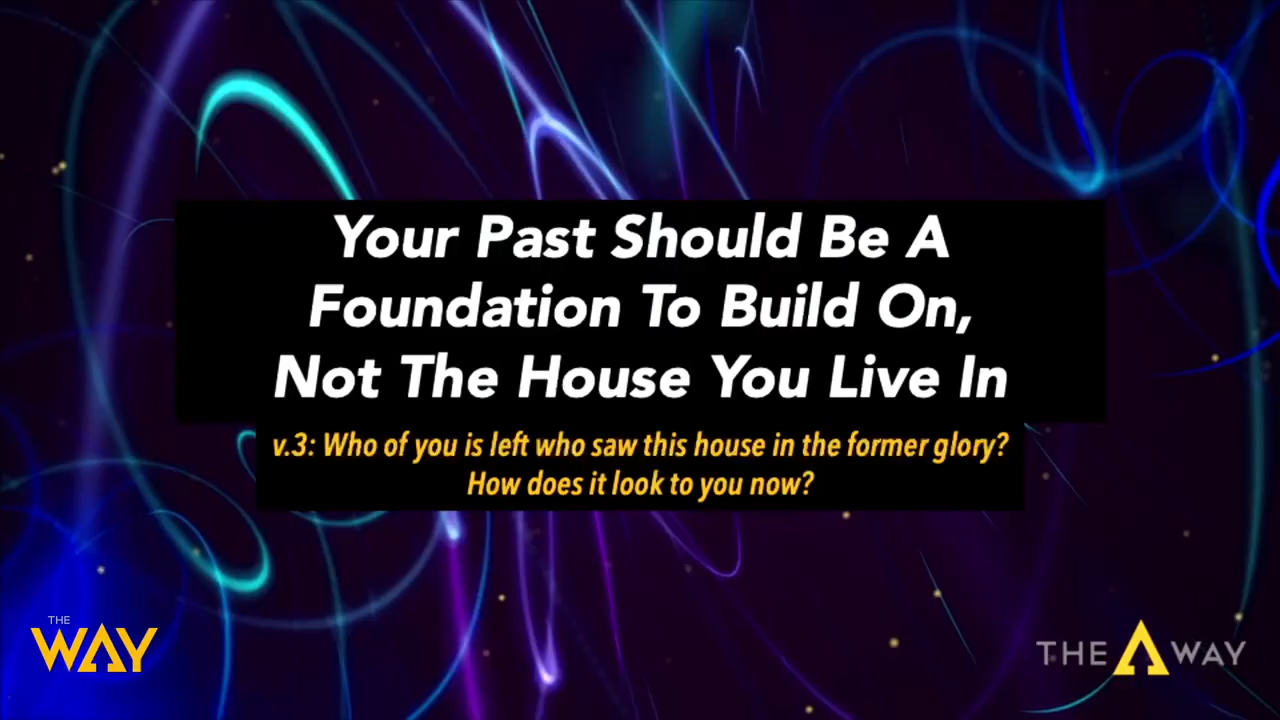 Your Past Should Be A
Foundation To Build On,
Not The House You Live In
v.3: Who of you is left who saw this house in the former glory?
How does it look to you now?
THE
WAY
THE WAY